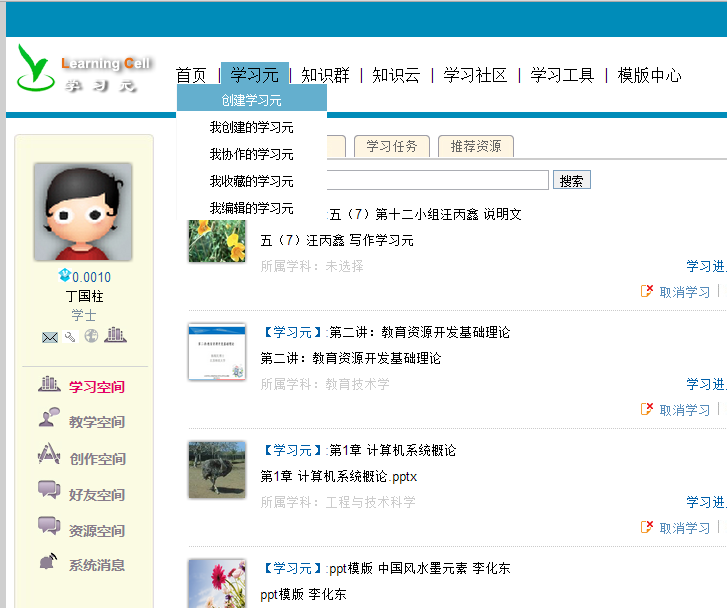 Learning Cell
学习元
首页 | 学习元 | 知识群 | 知识云 | 学习社区 | 学习工具 | 模版中心
创建学习元
我创建的学习元
我协作的学习元
我收藏的学习元
我编辑的学习元
学习任务 推荐资源
搜索
:五（7）第十二小组汪丙鑫 说明文
五（7）汪丙鑫 写作学习元
所属学科：未选择
学习进
取消学习 |
0.0010
丁国柱
学士
学习空间
教学空间
创作空间
好友空间
资源空间
系统消息
【学习元】:第二讲：教育资源开发基础理论
第二讲：教育资源开发基础理论
所属学科：教育技术学
学习进
取消学习 |
【学习元】:第1章 计算机系统概论
第1章 计算机系统概论.pptx
所属学科：工程与技术科学
学习进
取消学习 |
【学习元】:ppt模版 中国风水墨元素 李化东
ppt模版 李化东